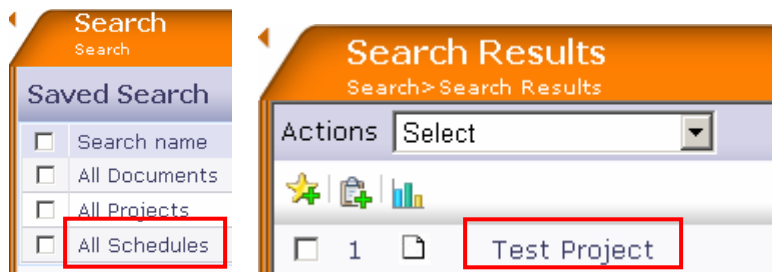 Search
Search
Saved Search
Search name
All Documents
All Projects
All Schedules
Search Results
Search>Search Results
Actions Select
1 Test Project